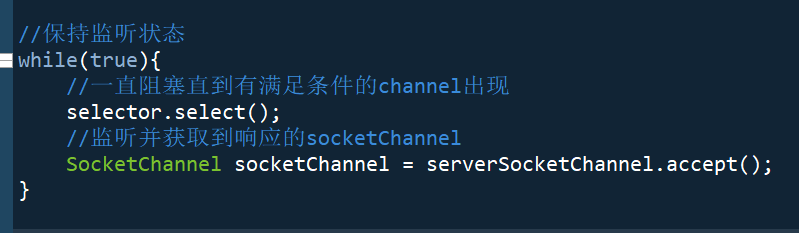 //保持监听状态
while(true){
    //一直阻塞直到有满足条件的channel出现
    selector.select();
    //监听并获取到响应的socketChannel
    SocketChannel socketChannel = serverSocketChannel.accept();
}